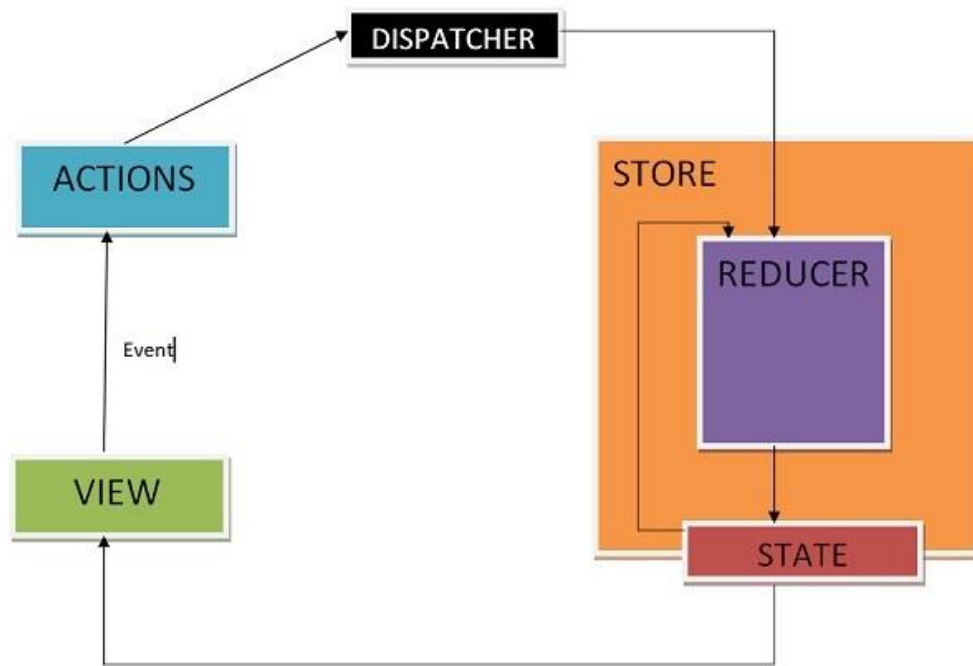 DISPATCHER
ACTIONS
STORE
REDUCER
Event
VIEW
STATE